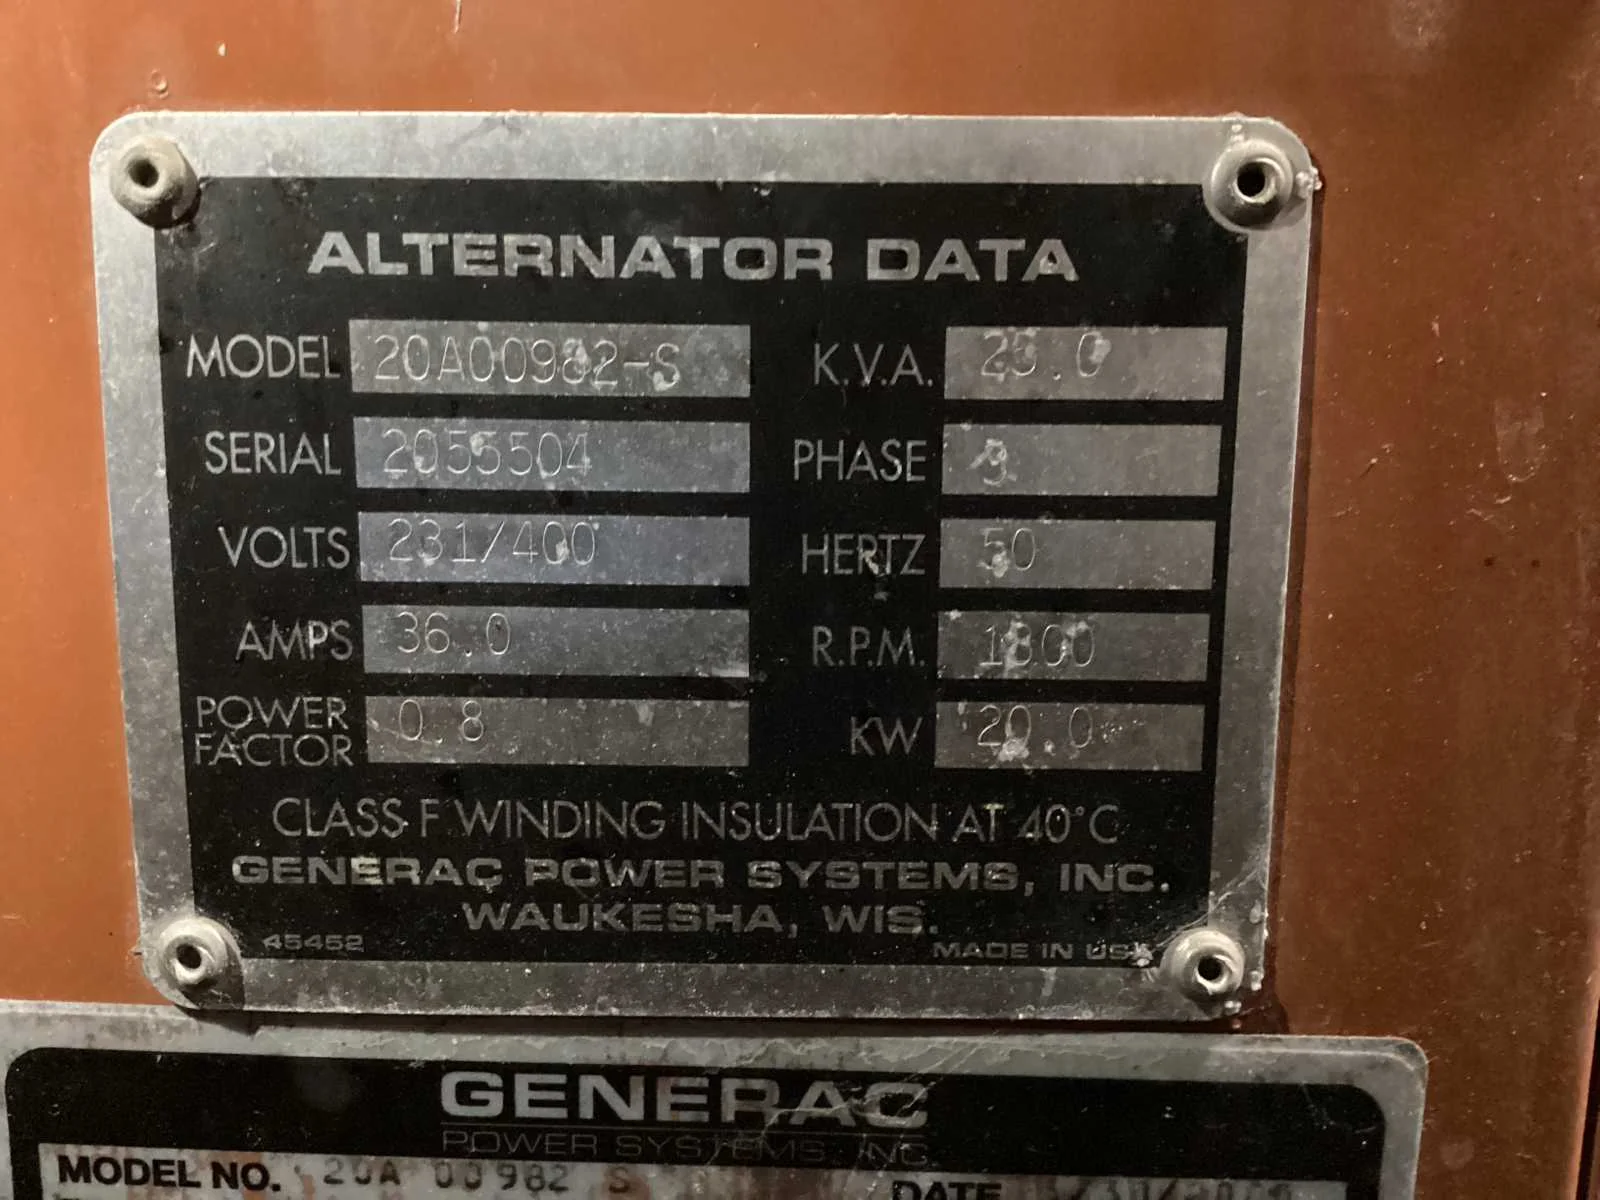 ALTERNATOR DATA
MODEL 20A00982-S K.V.A. 25.0
SERIAL 2055504 PHASE 3
VOLTS 231/400 HERTZ 50
AMPS 36.0 R.P.M. 1800
POWER FACTOR 0.8 KW 20.0
CLASS F WINDING INSULATION AT 40°C
GENERAC POWER SYSTEMS, INC.
WAUKESHA, WIS.
45452 MADE IN USA
GENERAC
POWER SYSTEMS, INC.
MODEL NO. 20A 00982 S DATE